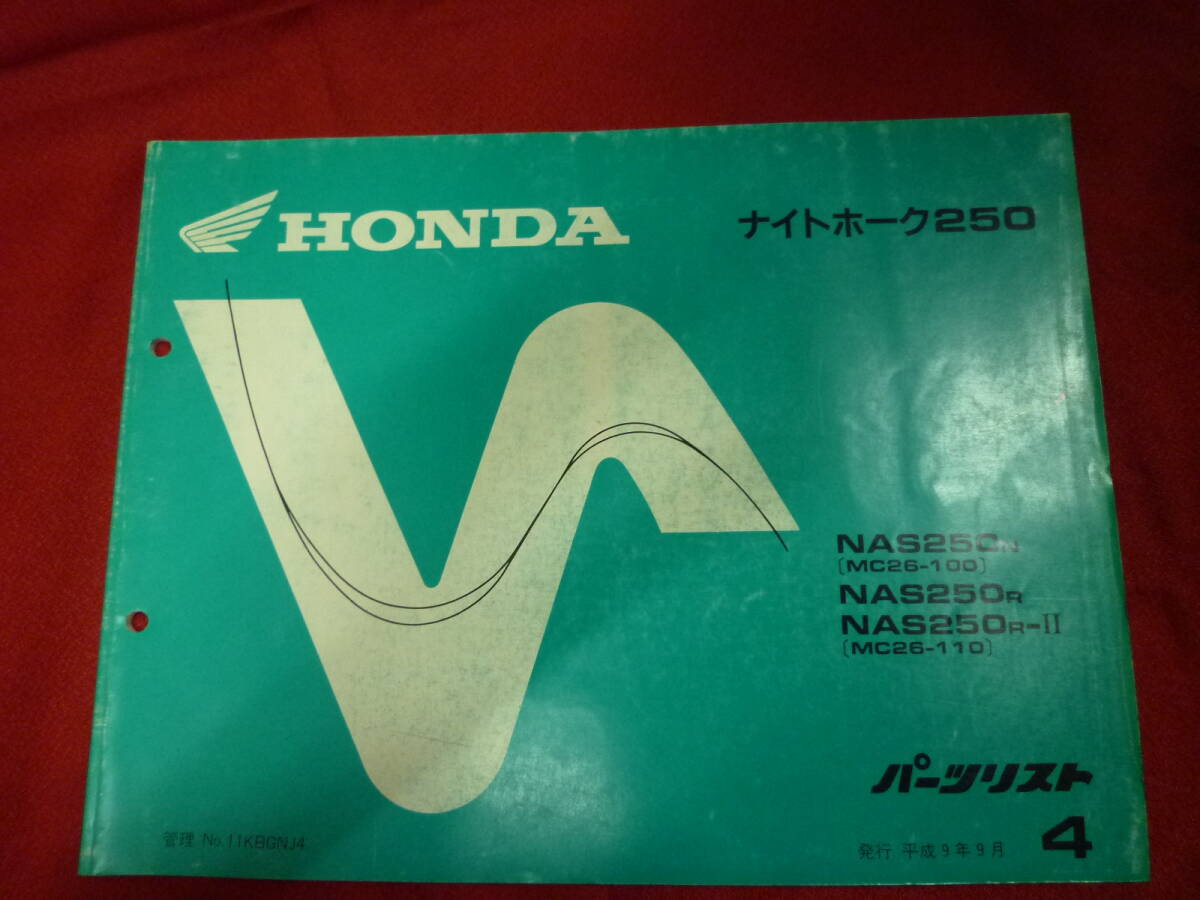 HONDA
ナイトホーク250
NAS250N
〔MC26-100〕
NAS250R
NAS250R-II
〔MC26-110〕
パーツリスト
4
管理 No.11KBGNJ4
発行 平成9年9月